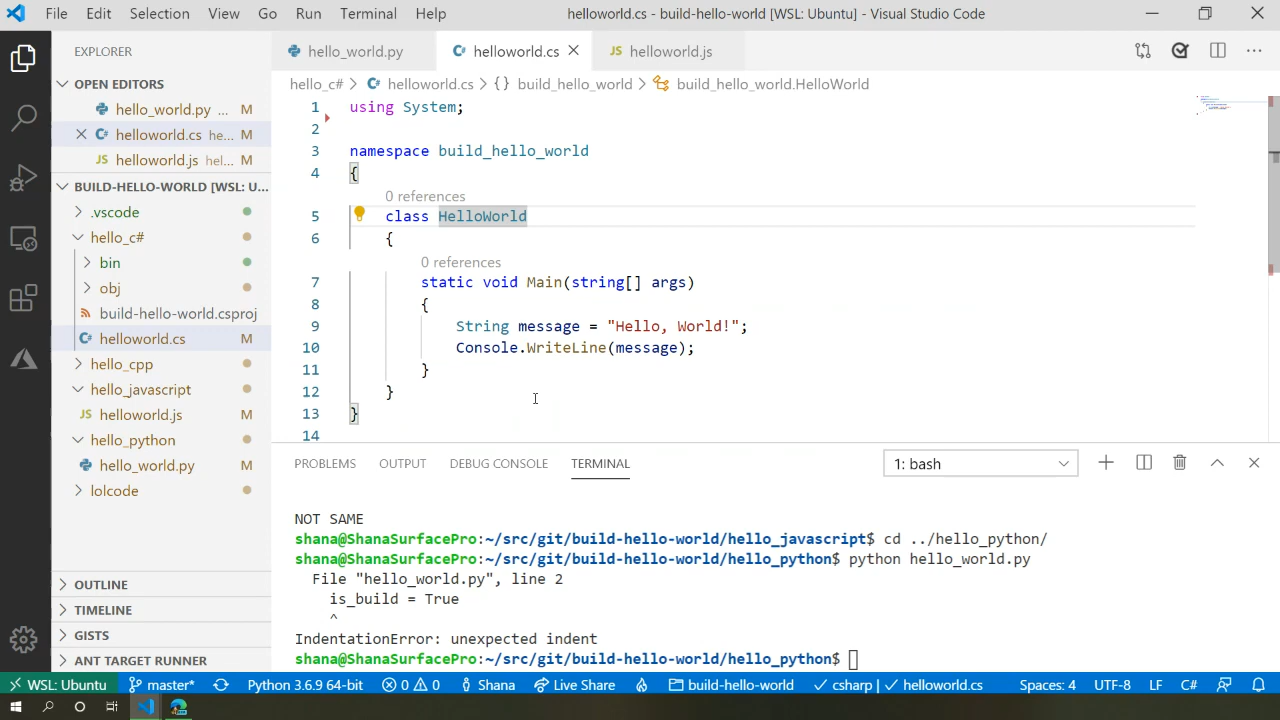 File Edit Selection View Go Run Terminal Help helloworld.cs - build-hello-world [WSL: Ubuntu] - Visual Studio Code
EXPLORER
hello_world.py helloworld.cs JS helloworld.js
OPEN EDITORS
hello_world.py ... M
helloworld.cs he... M
JS helloworld.js hel... M
BUILD-HELLO-WORLD [WSL: U...
.vscode
hello_c#
bin
obj
build-hello-world.csproj
helloworld.cs M
hello_cpp
hello_javascript
JS helloworld.js M
hello_python
hello_world.py M
lolcode
OUTLINE
TIMELINE
GISTS
ANT TARGET RUNNER
hello_c# > helloworld.cs > {} build_hello_world > build_hello_world.HelloWorld
1 using System;
2
3 namespace build_hello_world
4 {
0 references
5 class HelloWorld
6 {
0 references
7 static void Main(string[] args)
8 {
9 String message = "Hello, World!";
10 Console.WriteLine(message);
11 }
12 }
13 }
14
PROBLEMS OUTPUT DEBUG CONSOLE TERMINAL 1: bash
NOT SAME
shana@ShanaSurfacePro:~/src/git/build-hello-world/hello_javascript$ cd ../hello_python/
shana@ShanaSurfacePro:~/src/git/build-hello-world/hello_python$ python hello_world.py
File "hello_world.py", line 2
is_build = True
^
IndentationError: unexpected indent
shana@ShanaSurfacePro:~/src/git/build-hello-world/hello_python$
WSL: Ubuntu master* Python 3.6.9 64-bit 0 0 Shana Live Share build-hello-world csharp | helloworld.cs Spaces: 4 UTF-8 LF C#